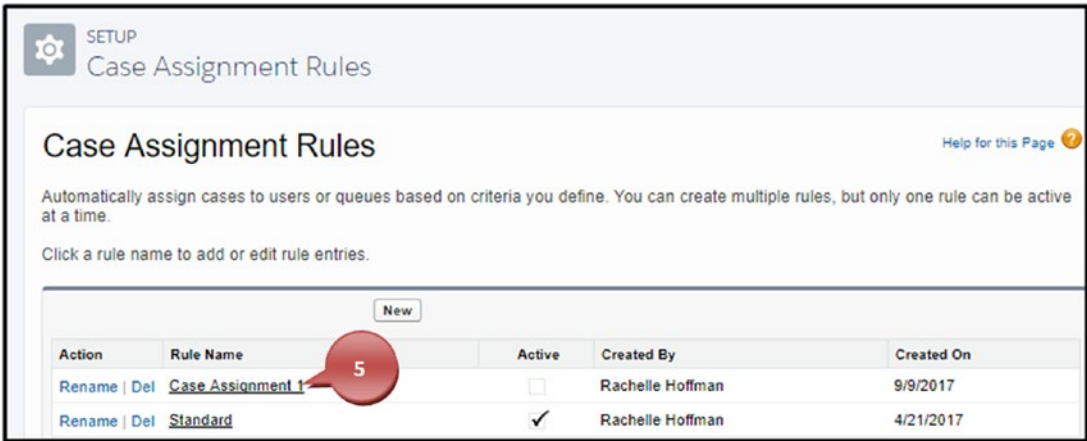 SETUP
Case Assignment Rules
Case Assignment Rules
Help for this Page ?
Automatically assign cases to users or queues based on criteria you define. You can create multiple rules, but only one rule can be active
at a time.
Click a rule name to add or edit rule entries.
New
Action Rule Name Active Created By Created On
Rename | Del Case Assignment 1 5 Rachelle Hoffman 9/9/2017
Rename | Del Standard ✓ Rachelle Hoffman 4/21/2017